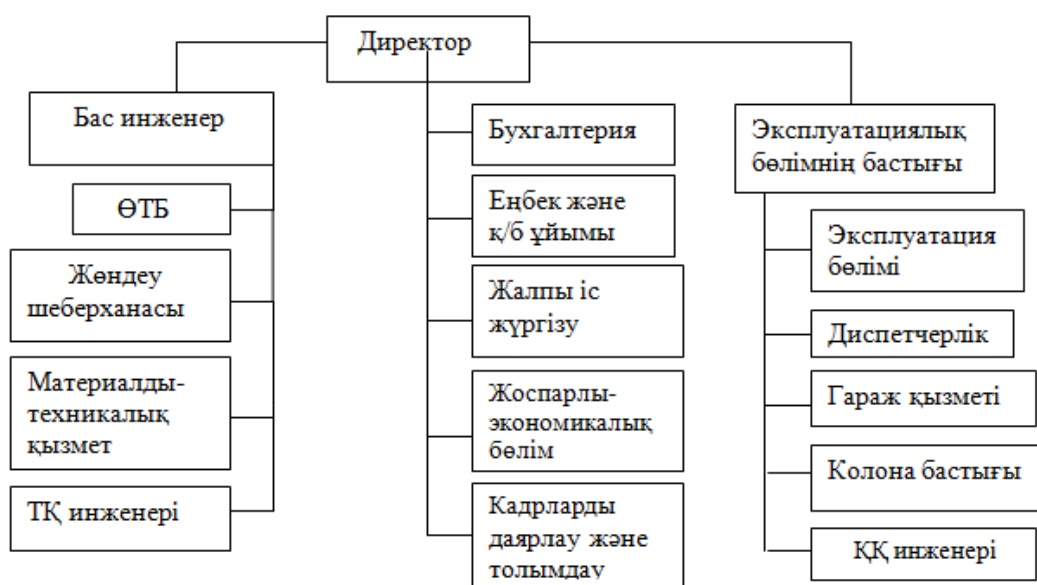 Директор
Бас инженер
ӨТБ
Жөндеу
шеберханасы
Материалды-
техникалық
қызмет
ТҚ инженері
Бухгалтерия
Еңбек және
қ/б ұйымы
Жалпы іс
жүргізу
Жоспарлы-
экономикалық
бөлім
Кадрларды
даярлау және
толымдау
Эксплуатациялық
бөлімнің бастығы
Эксплуатация
бөлімі
Диспетчерлік
Гараж қызметі
Колона бастығы
ҚҚ инженері